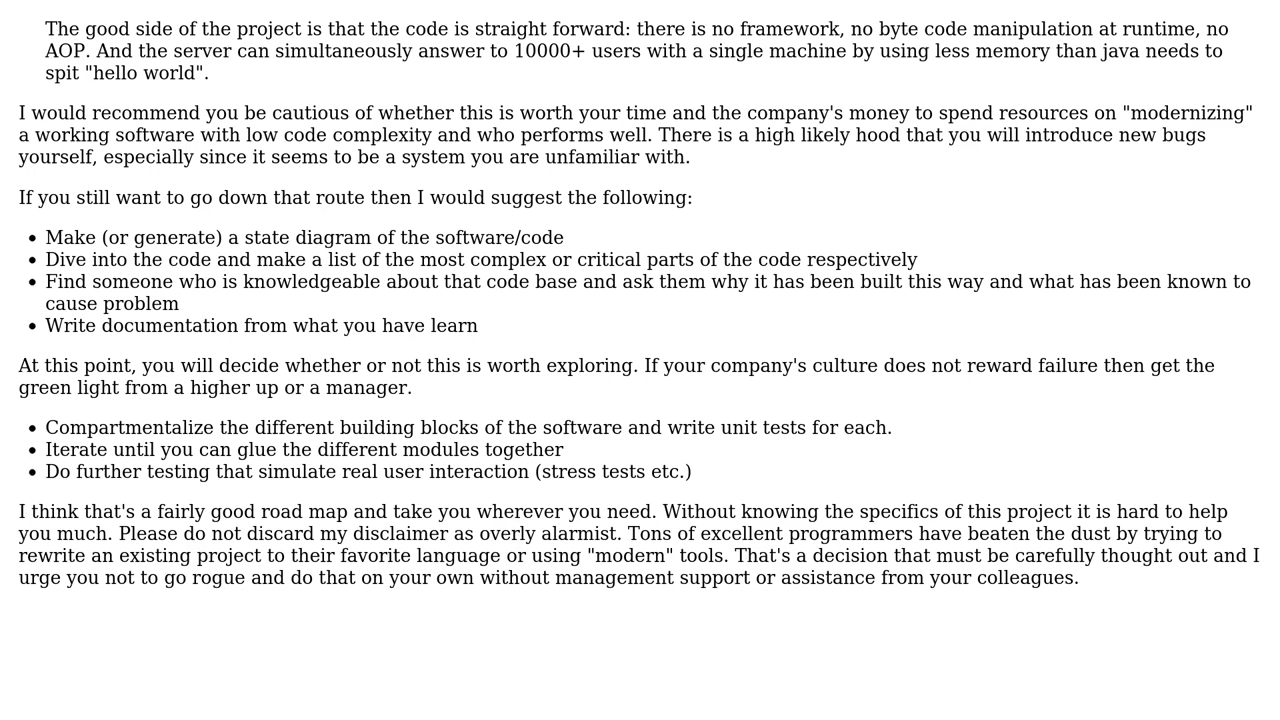 The good side of the project is that the code is straight forward: there is no framework, no byte code manipulation at runtime, no
AOP. And the server can simultaneously answer to 10000+ users with a single machine by using less memory than java needs to
spit "hello world".
I would recommend you be cautious of whether this is worth your time and the company's money to spend resources on "modernizing"
a working software with low code complexity and who performs well. There is a high likely hood that you will introduce new bugs
yourself, especially since it seems to be a system you are unfamiliar with.
If you still want to go down that route then I would suggest the following:
• Make (or generate) a state diagram of the software/code
• Dive into the code and make a list of the most complex or critical parts of the code respectively
• Find someone who is knowledgeable about that code base and ask them why it has been built this way and what has been known to
cause problem
• Write documentation from what you have learn
At this point, you will decide whether or not this is worth exploring. If your company's culture does not reward failure then get the
green light from a higher up or a manager.
• Compartmentalize the different building blocks of the software and write unit tests for each.
• Iterate until you can glue the different modules together
• Do further testing that simulate real user interaction (stress tests etc.)
I think that's a fairly good road map and take you wherever you need. Without knowing the specifics of this project it is hard to help
you much. Please do not discard my disclaimer as overly alarmist. Tons of excellent programmers have beaten the dust by trying to
rewrite an existing project to their favorite language or using "modern" tools. That's a decision that must be carefully thought out and I
urge you not to go rogue and do that on your own without management support or assistance from your colleagues.